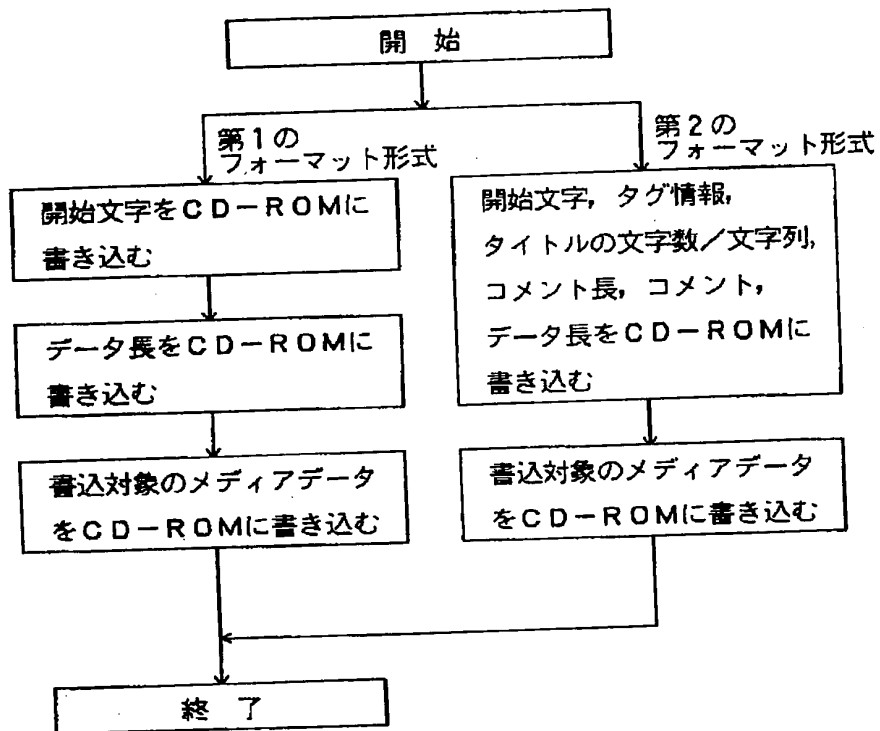 開 始
第1の
フォーマット形式
開始文字をCD-ROMに
書き込む
データ長をCD-ROMに
書き込む
書込対象のメディアデータ
をCD-ROMに書き込む
第2の
フォーマット形式
開始文字,タグ情報,
タイトルの文字数/文字列,
コメント長,コメント,
データ長をCD-ROMに
書き込む
書込対象のメディアデータ
をCD-ROMに書き込む
終 了